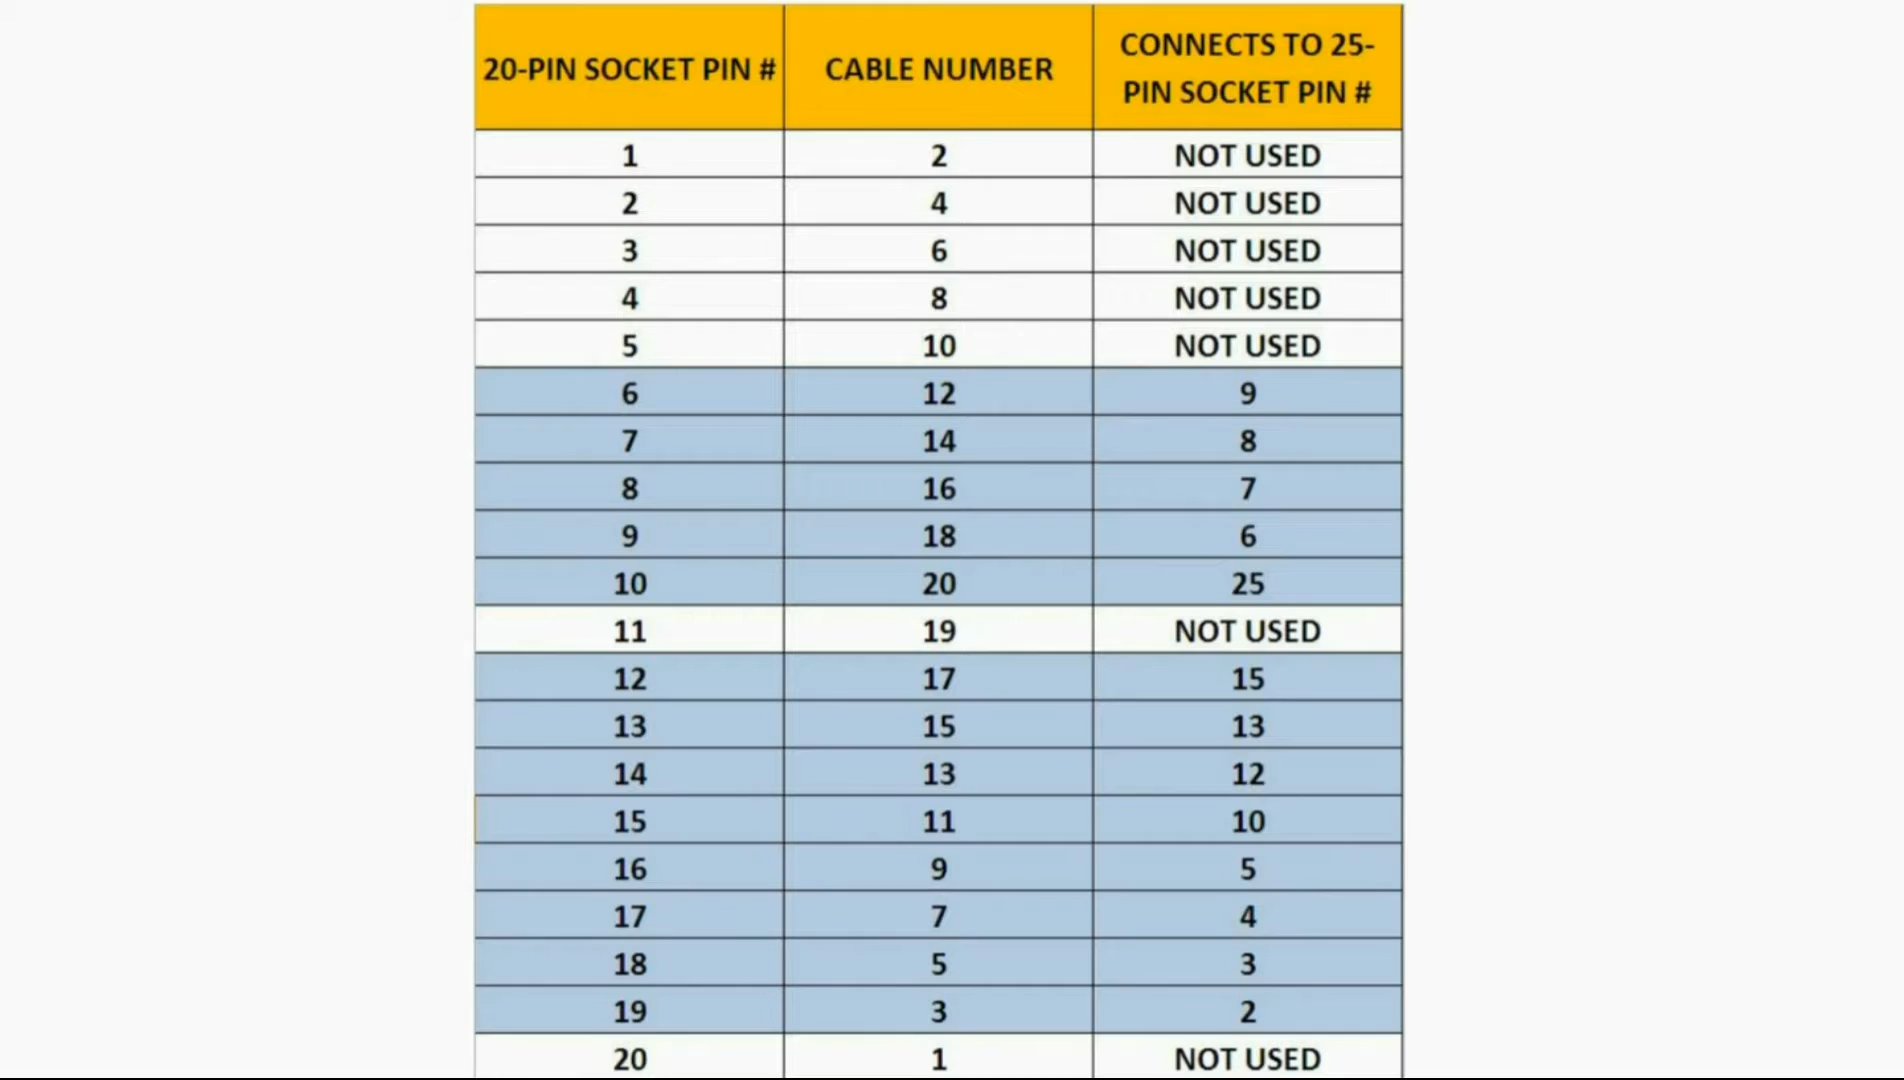 20-PIN SOCKET PIN # CABLE NUMBER CONNECTS TO 25-
PIN SOCKET PIN #
1 2 NOT USED
2 4 NOT USED
3 6 NOT USED
4 8 NOT USED
5 10 NOT USED
6 12 9
7 14 8
8 16 7
9 18 6
10 20 25
11 19 NOT USED
12 17 15
13 15 13
14 13 12
15 11 10
16 9 5
17 7 4
18 5 3
19 3 2
20 1 NOT USED